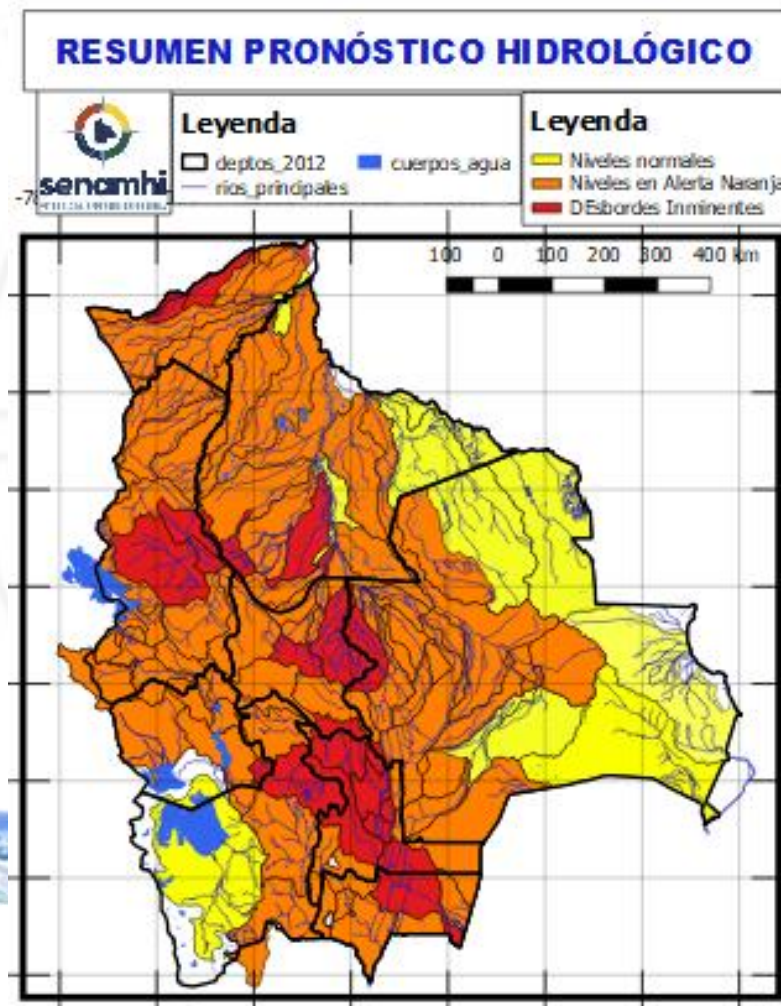 RESUMEN PRONÓSTICO HIDROLÓGICO
senamhi
Leyenda
deptos_2012 cuerpos_agua
rios_principales
Leyenda
Niveles normales
Niveles en Alerta Naranja
DEsbordes Inminentes
100 0 100 200 300 400 km